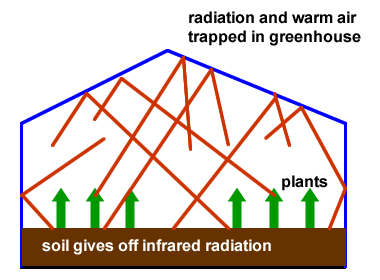 radiation and warm air
trapped in greenhouse
plants
soil gives off infrared radiation